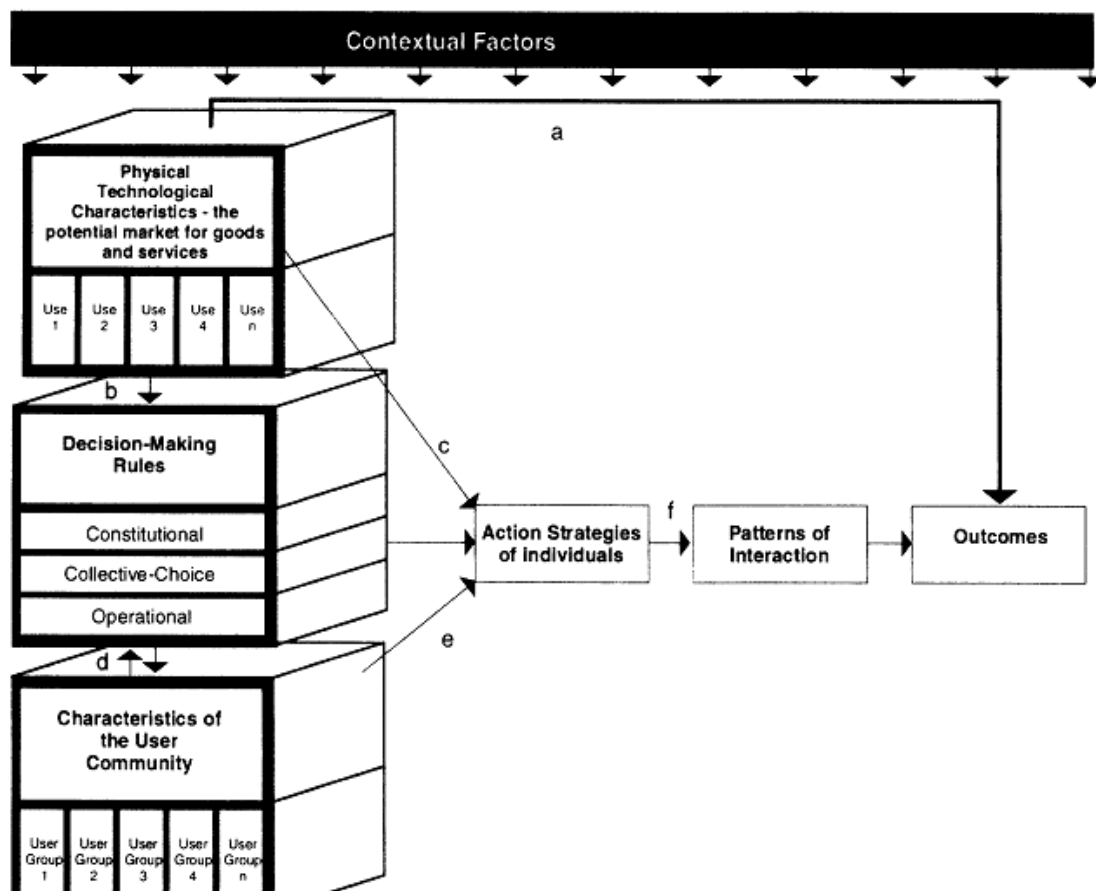 Contextual Factors
a
Physical
Technological
Characteristics - the
potential market for goods
and services
Use
1
Use
2
Use
3
Use
4
Use
n
b
Decision-Making
Rules
Constitutional
Collective-Choice
Operational
c
Action Strategies
of individuals
f
Patterns of
Interaction
Outcomes
d
e
Characteristics of
the User
Community
User
Group
1
User
Group
2
User
Group
3
User
Group
4
User
Group
n